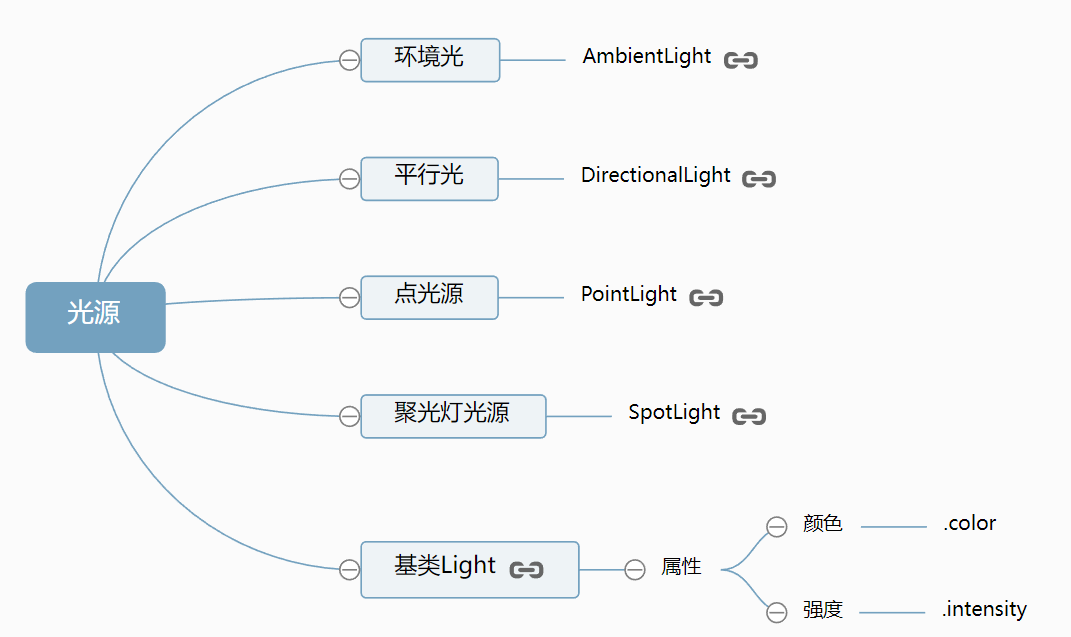 光源
环境光
AmbientLight
平行光
DirectionalLight
点光源
PointLight
聚光灯光源
SpotLight
基类Light
属性
颜色
.color
强度
.intensity